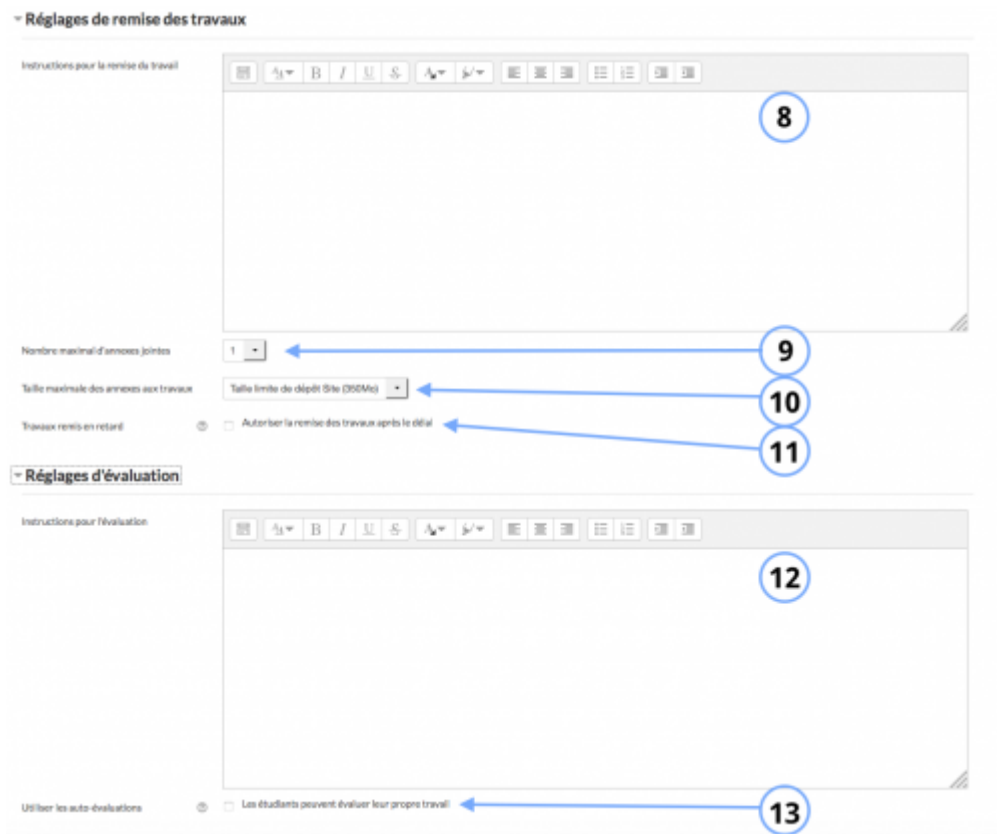 Réglages de remise des travaux
Instructions pour la remise du travail
B I U S
8
Nombre maximal d'annexes jointes
1
9
Taille maximale des annexes aux travaux
Taille limite de dépôt Site (350Mo)
10
Travaux remis en retard
Autoriser la remise des travaux après le délai
11
Réglages d'évaluation
Instructions pour l'évaluation
B I U S
12
Utiliser les auto-évaluations
Les étudiants peuvent évaluer leur propre travail
13